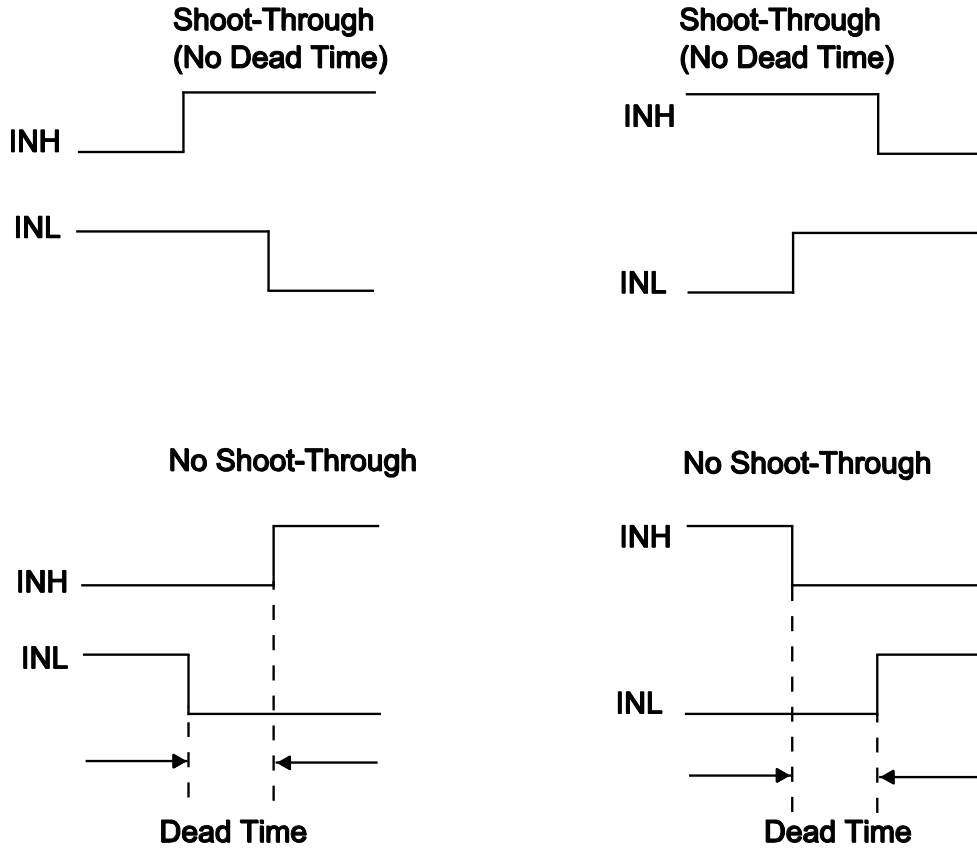 Shoot-Through
(No Dead Time)
INH
INL
Shoot-Through
(No Dead Time)
INH
INL
No Shoot-Through
INH
INL
Dead Time
No Shoot-Through
INH
INL
Dead Time